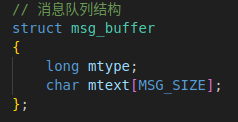 // 消息队列结构
struct msg_buffer
{
    long mtype;
    char mtext[MSG_SIZE];
};